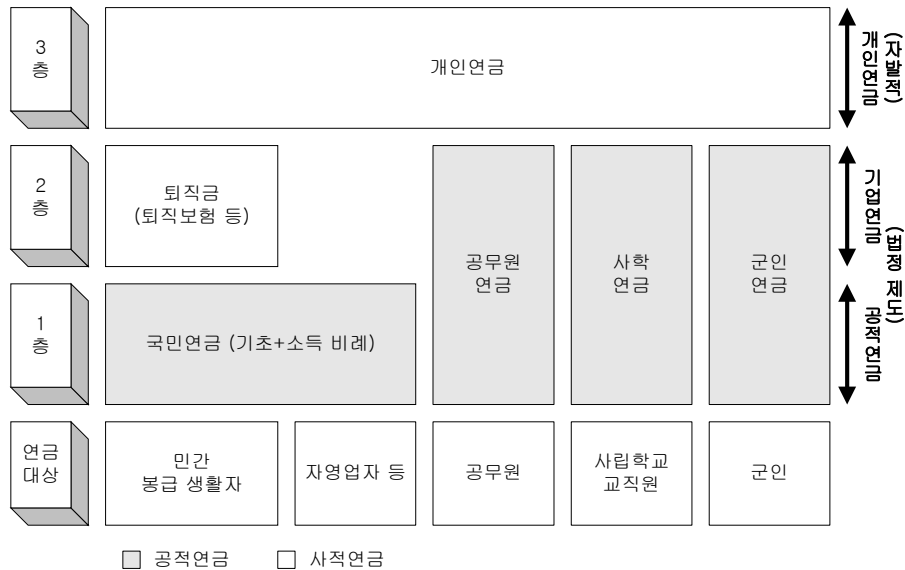 3
층
개인연금
개인연금
(자발적)
2
층
퇴직금
(퇴직보험 등)
공무원
연금
사학
연금
군인
연금
기업연금
(법정 제도)
1
층
국민연금 (기초+소득 비례)
공적연금
연금
대상
민간
봉급 생활자
자영업자 등
공무원
사립학교
교직원
군인
공적연금
사적연금